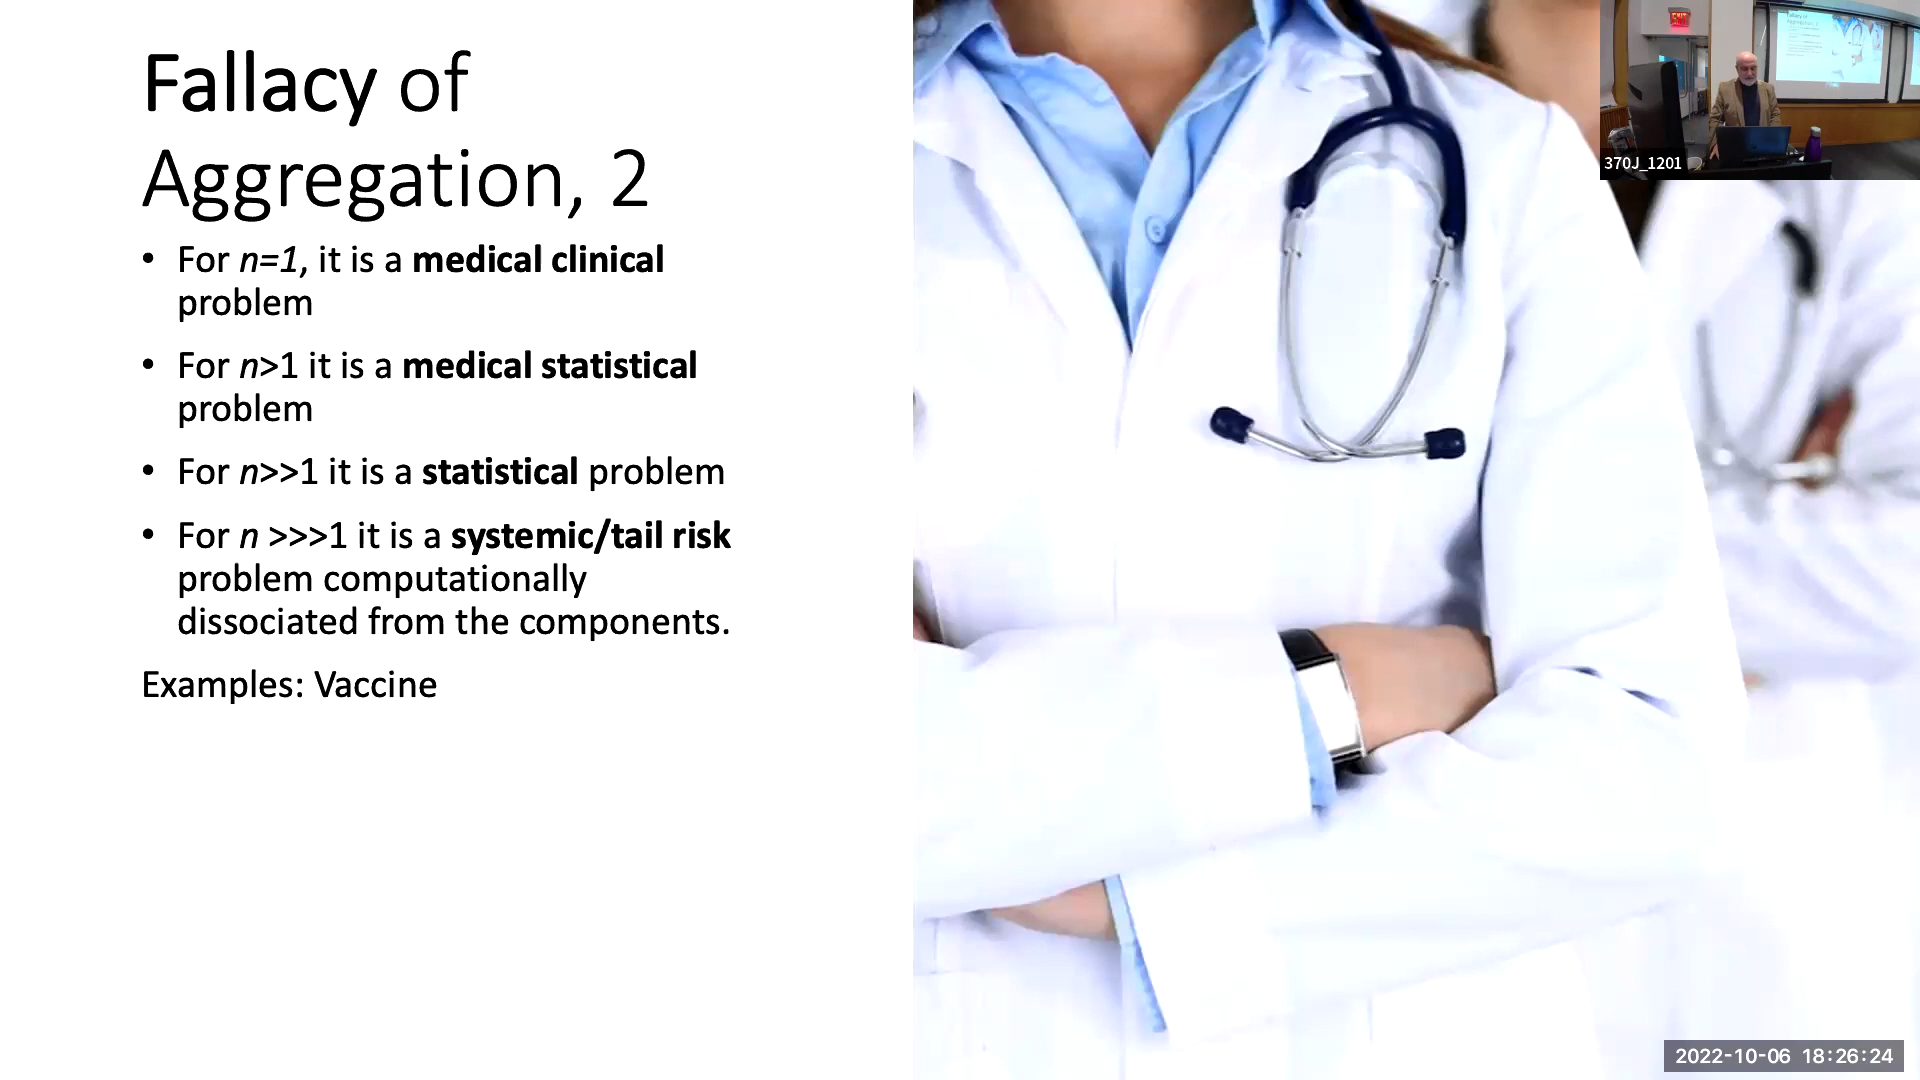 Fallacy of
Aggregation, 2
• For n=1, it is a medical clinical
problem
• For n>1 it is a medical statistical
problem
• For n>>1 it is a statistical problem
• For n >>>1 it is a systemic/tail risk
problem computationally
dissociated from the components.
Examples: Vaccine
EXIT
370J_1201
2022-10-06 18:26:24